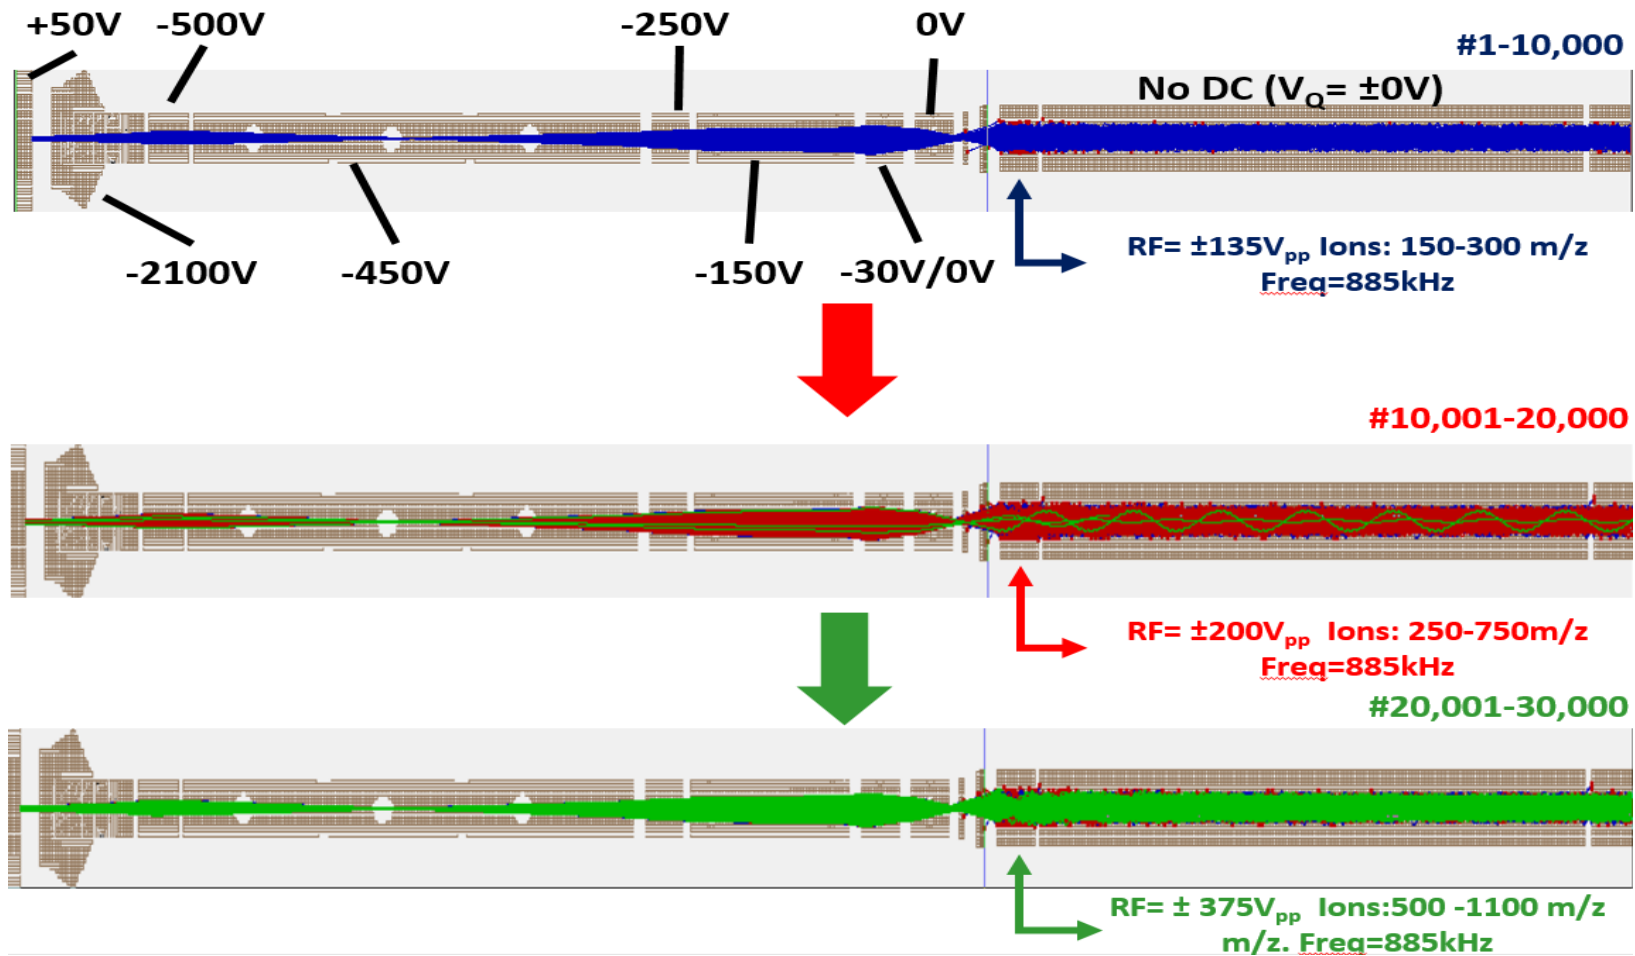 +50V -500V -250V 0V
#1-10,000
No DC (VQ= ±0V)
-2100V -450V -150V -30V/0V
RF= ±135Vpp Ions: 150-300 m/z
Freq=885kHz
#10,001-20,000
RF= ±200Vpp Ions: 250-750m/z
Freq=885kHz
#20,001-30,000
RF= ± 375Vpp Ions:500 -1100 m/z
m/z. Freq=885kHz